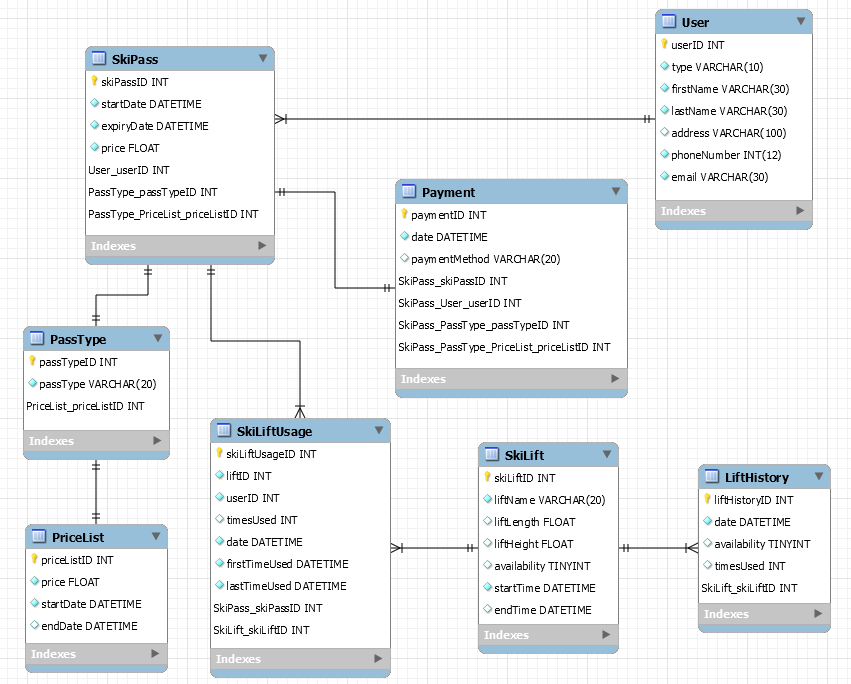 User
userID INT
type VARCHAR(10)
firstName VARCHAR(30)
lastName VARCHAR(30)
address VARCHAR(100)
phoneNumber INT(12)
email VARCHAR(30)
Indexes
SkiPass
skiPassID INT
startDate DATETIME
expiryDate DATETIME
price FLOAT
User_userID INT
PassType_passTypeID INT
PassType_PriceList_priceListID INT
Indexes
Payment
paymentID INT
date DATETIME
paymentMethod VARCHAR(20)
SkiPass_skiPassID INT
SkiPass_User_userID INT
SkiPass_PassType_passTypeID INT
SkiPass_PassType_PriceList_priceListID INT
Indexes
PassType
passTypeID INT
passType VARCHAR(20)
PriceList_priceListID INT
Indexes
SkiLiftUsage
skiLiftUsageID INT
liftID INT
userID INT
timesUsed INT
date DATETIME
firstTimeUsed DATETIME
lastTimeUsed DATETIME
SkiPass_skiPassID INT
SkiLift_skiLiftID INT
Indexes
SkiLift
skiLiftID INT
liftName VARCHAR(20)
liftLength FLOAT
liftHeight FLOAT
availability TINYINT
startTime DATETIME
endTime DATETIME
Indexes
LiftHistory
liftHistoryID INT
date DATETIME
availability TINYINT
timesUsed INT
SkiLift_skiLiftID INT
Indexes
PriceList
priceListID INT
price FLOAT
startDate DATETIME
endDate DATETIME
Indexes